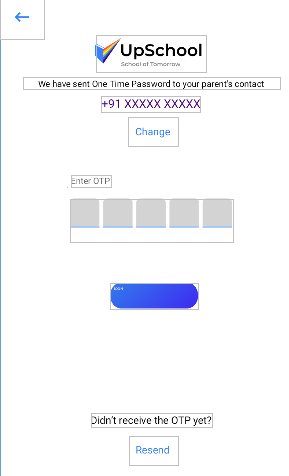 UpSchool
School of Tomorrow
We have sent One Time Password to your parent's contact
+91 XXXXX XXXXX
Change
Enter OTP
Didn't receive the OTP yet?
Resend